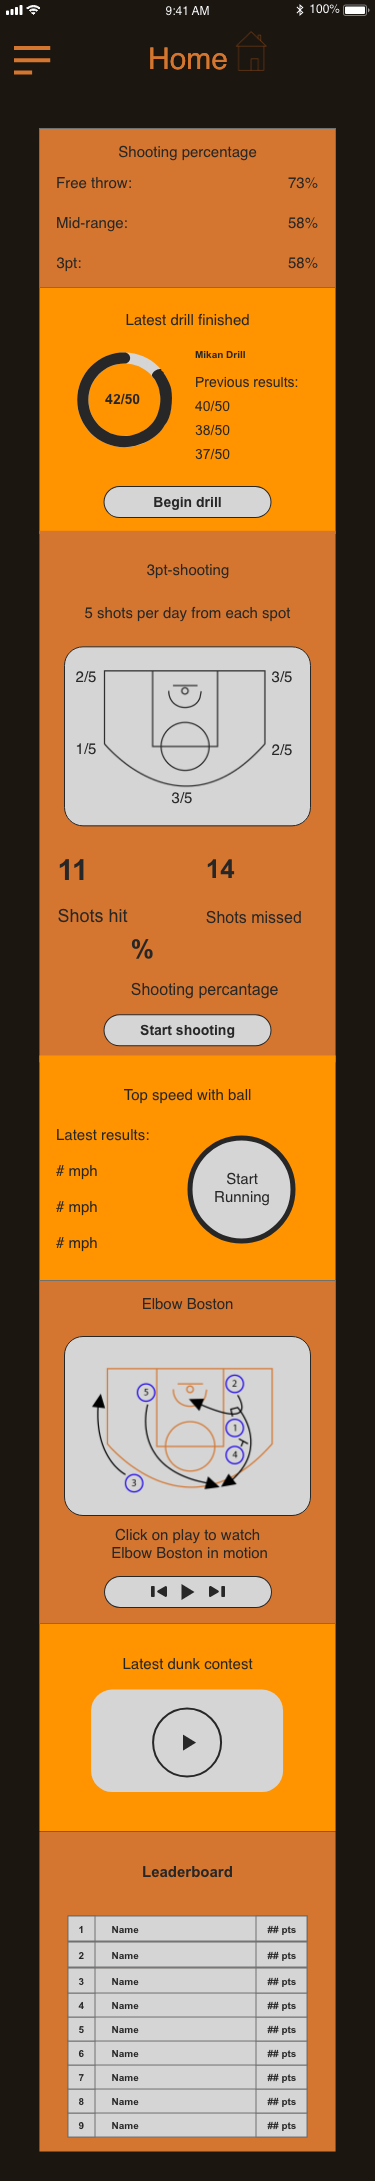 9:41 AM 100%
Home
Shooting percentage
Free throw: 73%
Mid-range: 58%
3pt: 58%
Latest drill finished
42/50
Mikan Drill
Previous results:
40/50
38/50
37/50
Begin drill
3pt-shooting
5 shots per day from each spot
2/5 3/5
1/5 2/5
3/5
11 14
Shots hit Shots missed
%
Shooting percantage
Start shooting
Top speed with ball
Latest results:
# mph
# mph
# mph
Start
Running
Elbow Boston
5 2
1
4
3
Click on play to watch
Elbow Boston in motion
Latest dunk contest
Leaderboard
1 Name ## pts
2 Name ## pts
3 Name ## pts
4 Name ## pts
5 Name ## pts
6 Name ## pts
7 Name ## pts
8 Name ## pts
9 Name ## pts